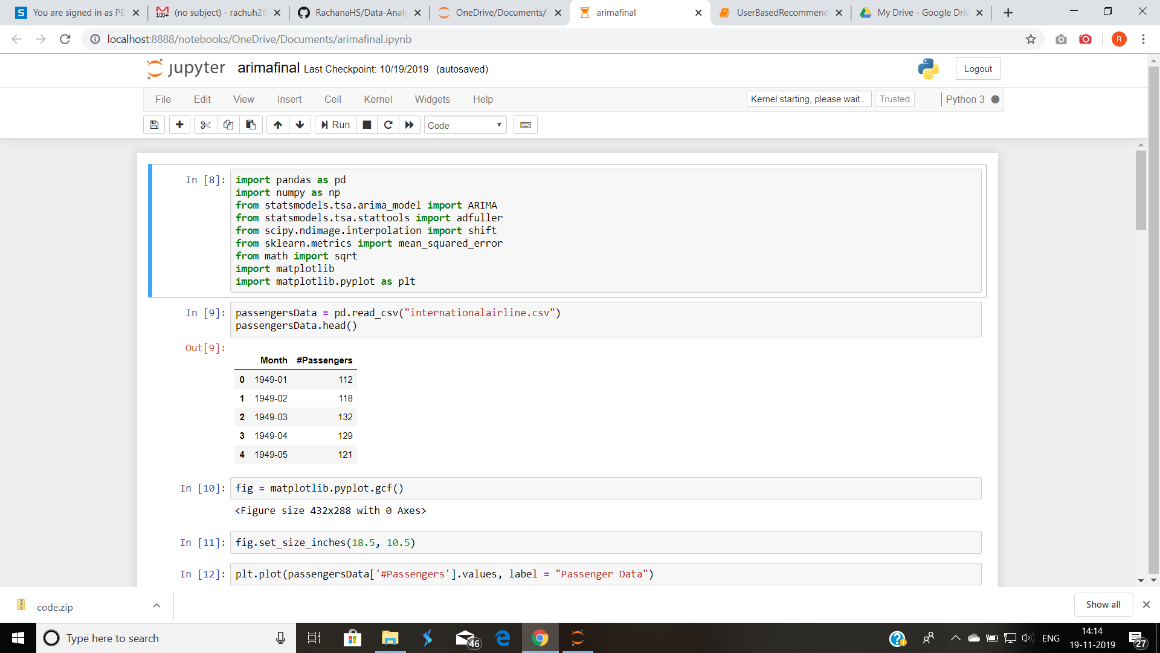 You are signed in as PE
(no subject) - rachuh26
RachanaHS/Data-Analy
OneDrive/Documents/
arimafinal
UserBasedRecommend
My Drive - Google Driv
localhost:8888/notebooks/OneDrive/Documents/arimafinal.ipynb
R
jupyter arimafinal Last Checkpoint: 10/19/2019 (autosaved)
Logout
File Edit View Insert Cell Kernel Widgets Help
Kernel starting, please wait... Trusted Python 3
Run Code
In [8]: import pandas as pd
import numpy as np
from statsmodels.tsa.arima_model import ARIMA
from statsmodels.tsa.stattools import adfuller
from scipy.ndimage.interpolation import shift
from sklearn.metrics import mean_squared_error
from math import sqrt
import matplotlib
import matplotlib.pyplot as plt
In [9]: passengersData = pd.read_csv("internationalairline.csv")
passengersData.head()
Out[9]:
Month #Passengers
0 1949-01 112
1 1949-02 118
2 1949-03 132
3 1949-04 129
4 1949-05 121
In [10]: fig = matplotlib.pyplot.gcf()
<Figure size 432x288 with 0 Axes>
In [11]: fig.set_size_inches(18.5, 10.5)
In [12]: plt.plot(passengersData['#Passengers'].values, label = "Passenger Data")
code.zip
Show all
Type here to search
46
ENG
14:14
19-11-2019
27